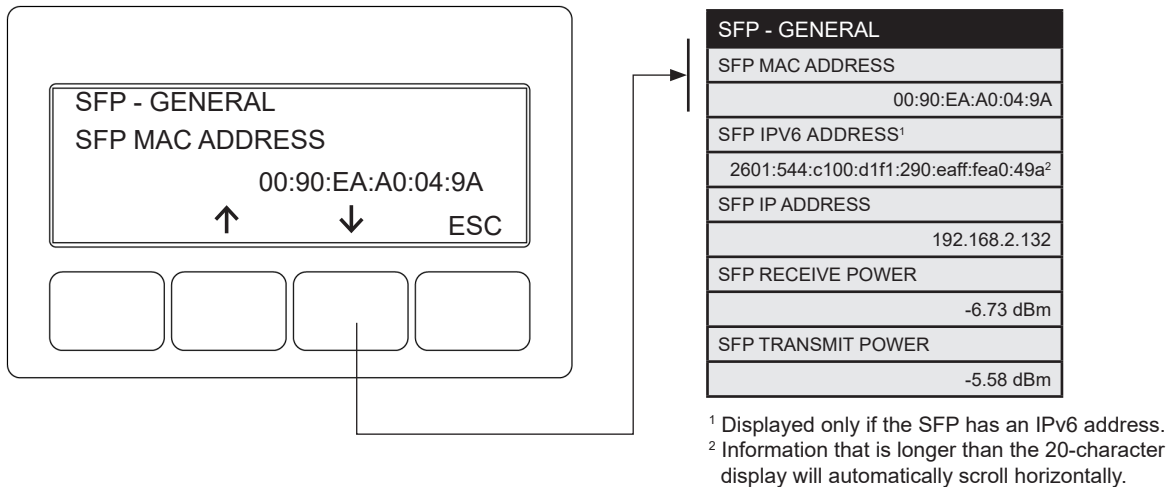 SFP - GENERAL
SFP MAC ADDRESS
00:90:EA:A0:04:9A
↑ ↓ ESC
SFP - GENERAL
SFP MAC ADDRESS
00:90:EA:A0:04:9A
SFP IPV6 ADDRESS¹
2601:544:c100:d1f1:290:eaff:fea0:49a²
SFP IP ADDRESS
192.168.2.132
SFP RECEIVE POWER
-6.73 dBm
SFP TRANSMIT POWER
-5.58 dBm
¹ Displayed only if the SFP has an IPv6 address.
² Information that is longer than the 20-character
display will automatically scroll horizontally.